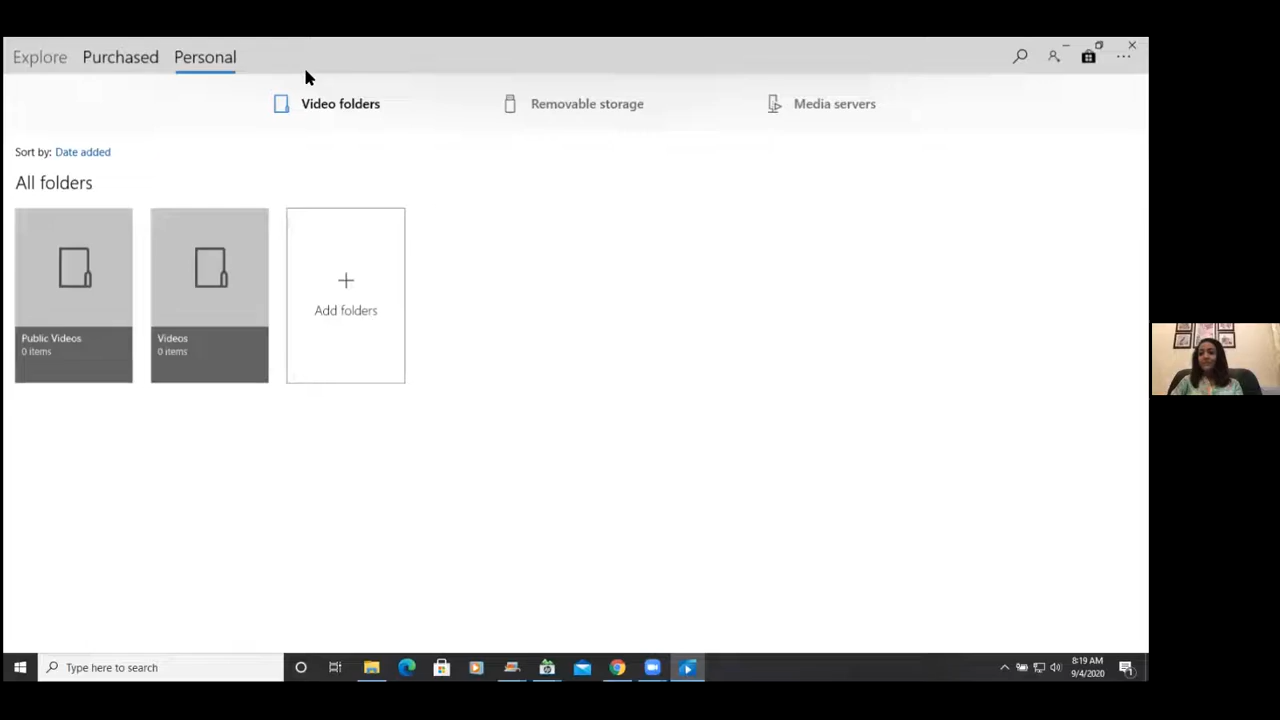 Explore Purchased Personal
Video folders Removable storage Media servers
Sort by: Date added
All folders
Public Videos
0 items
Videos
0 items
Add folders
Type here to search
8:19 AM
9/4/2020
1